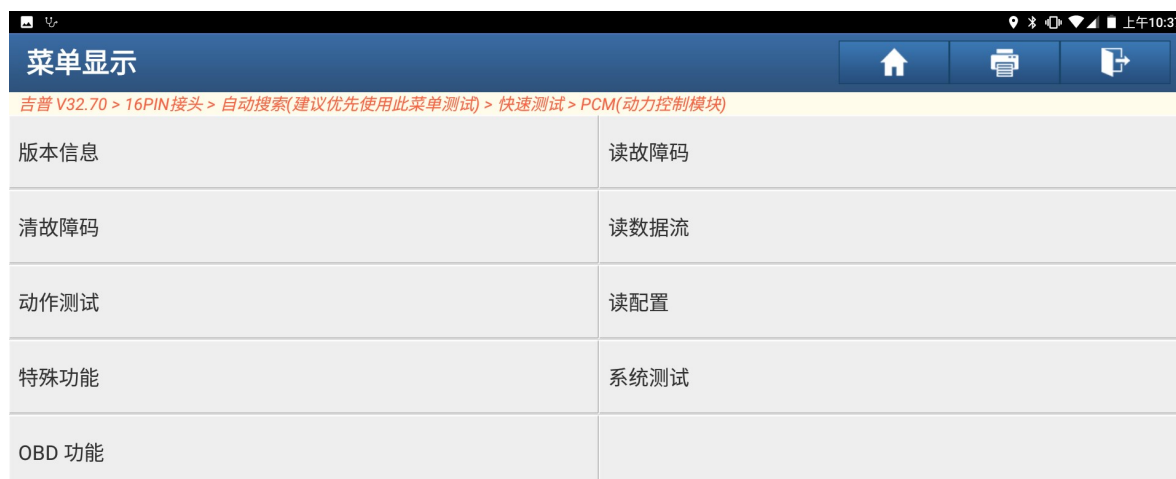 上午10:37
菜单显示
吉普 V32.70 > 16PIN接头 > 自动搜索(建议优先使用此菜单测试) > 快速测试 > PCM(动力控制模块)
版本信息
读故障码
清故障码
读数据流
动作测试
读配置
特殊功能
系统测试
OBD 功能